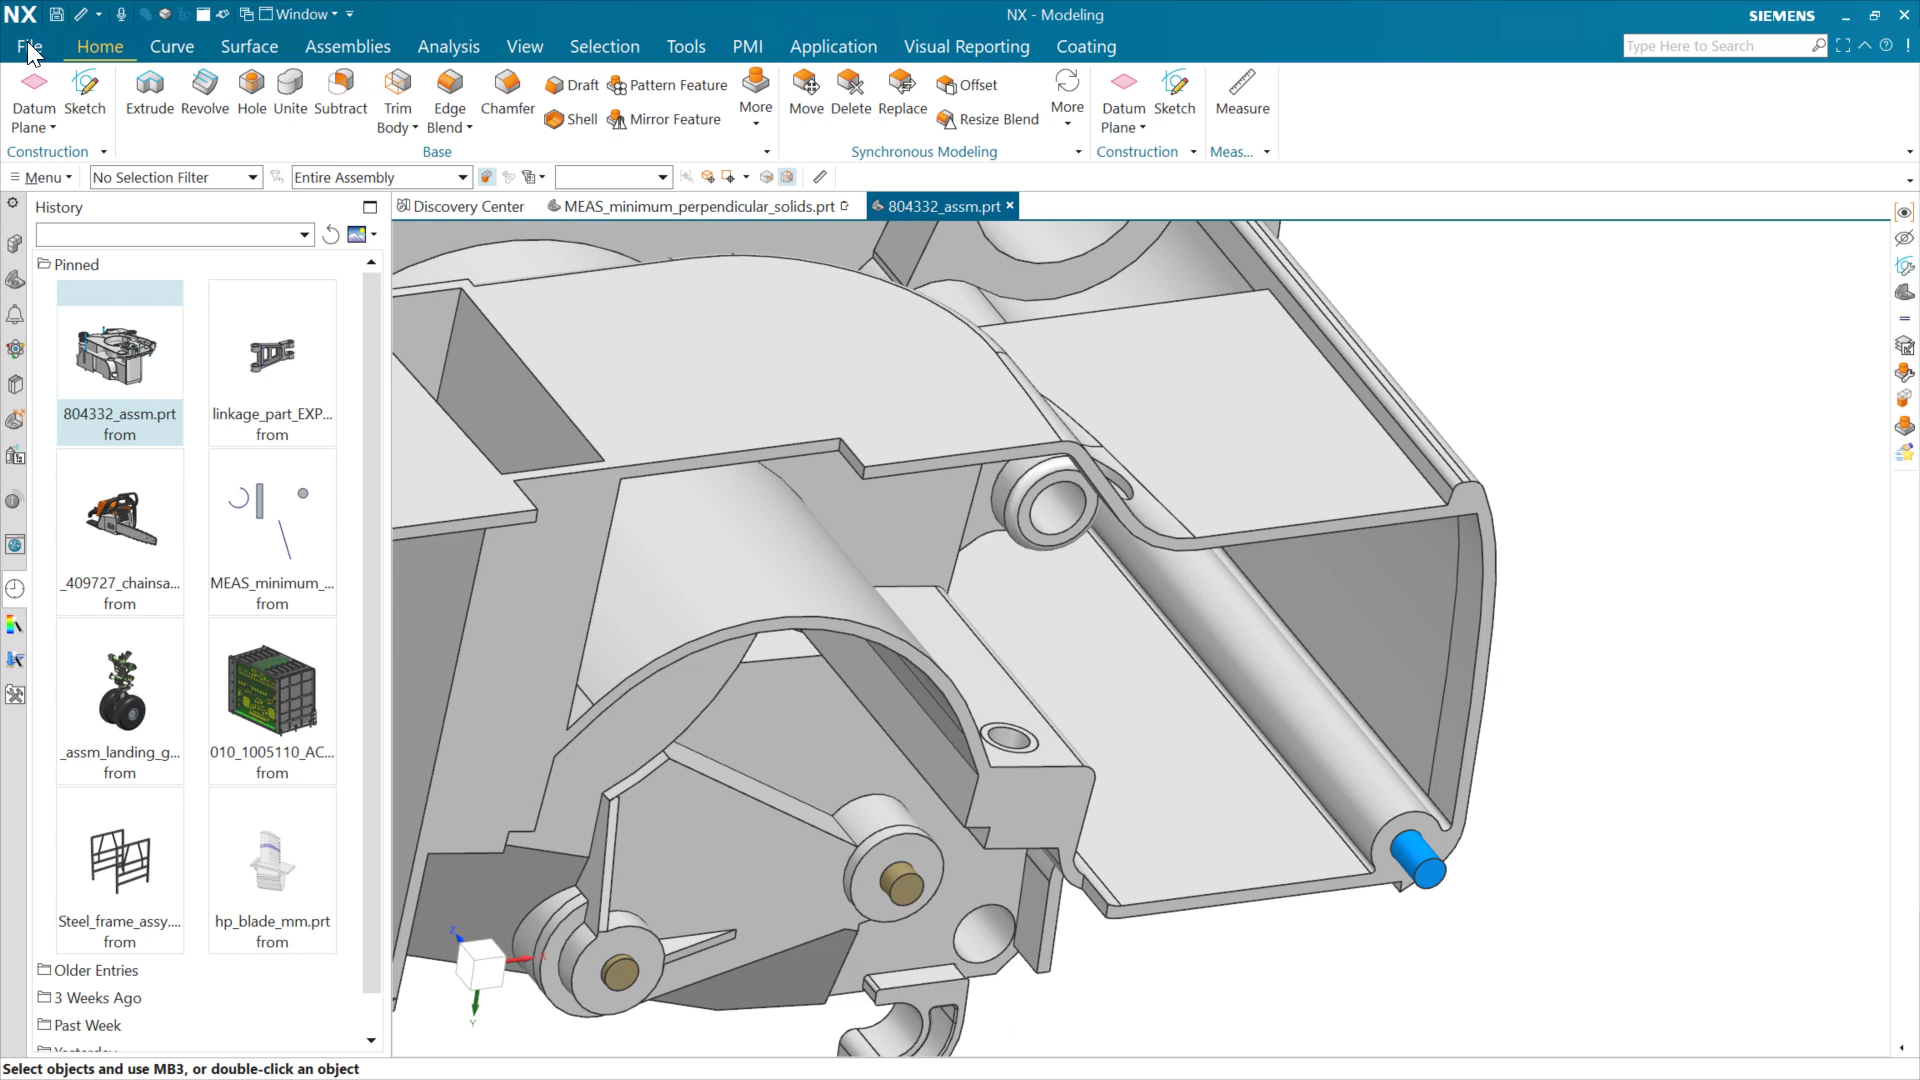 NX
Window
NX - Modeling
SIEMENS
File
Home
Curve
Surface
Assemblies
Analysis
View
Selection
Tools
PMI
Application
Visual Reporting
Coating
Type Here to Search
Datum Plane
Sketch
Extrude
Revolve
Hole
Unite
Subtract
Trim Body
Edge Blend
Chamfer
Draft
Shell
Pattern Feature
Mirror Feature
More
Move
Delete
Replace
Offset
Resize Blend
More
Datum Plane
Sketch
Measure
Construction
Base
Synchronous Modeling
Construction
Meas...
Menu
No Selection Filter
Entire Assembly
History
Discovery Center
MEAS_minimum_perpendicular_solids.prt
804332_assm.prt
Pinned
804332_assm.prt
from
linkage_part_EXP...
from
_409727_chainsa...
from
MEAS_minimum_...
from
_assm_landing_g...
from
010_1005110_AC...
from
Steel_frame_assy....
from
hp_blade_mm.prt
from
Older Entries
3 Weeks Ago
Past Week
Z
X
Y
Select objects and use MB3, or double-click an object